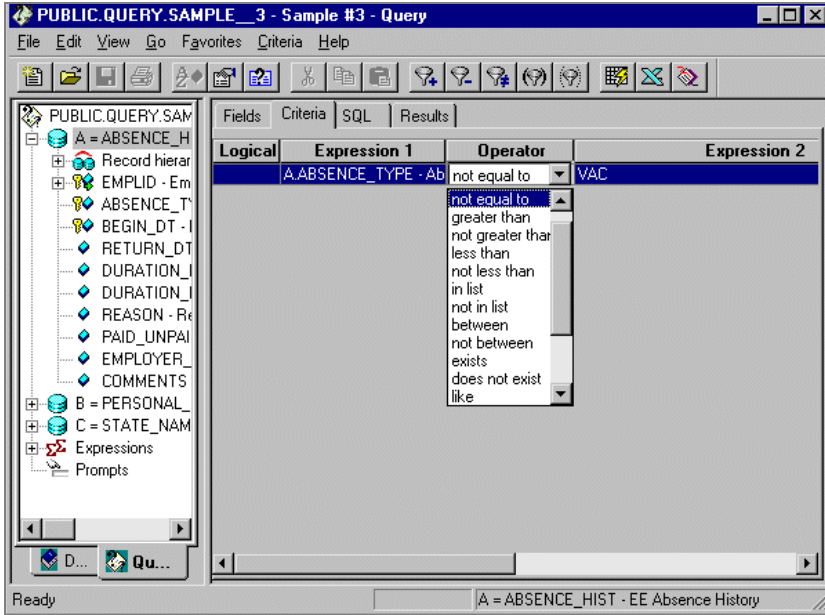 PUBLIC.QUERY.SAMPLE__3 - Sample #3 - Query
File Edit View Go Favorites Criteria Help
PUBLIC.QUERY.SAM
A = ABSENCE_H
Record hierar
EMPLID - Em
ABSENCE_T
BEGIN_DT -
RETURN_DT
DURATION_
DURATION_
REASON - Re
PAID_UNPAI
EMPLOYER_
COMMENTS
B = PERSONAL_
C = STATE_NAM
Expressions
Prompts
D... Qu...
Fields Criteria SQL Results
Logical Expression 1 Operator Expression 2
A.ABSENCE_TYPE - Ab not equal to VAC
not equal to
greater than
not greater than
less than
not less than
in list
not in list
between
not between
exists
does not exist
like
Ready A = ABSENCE_HIST - EE Absence History